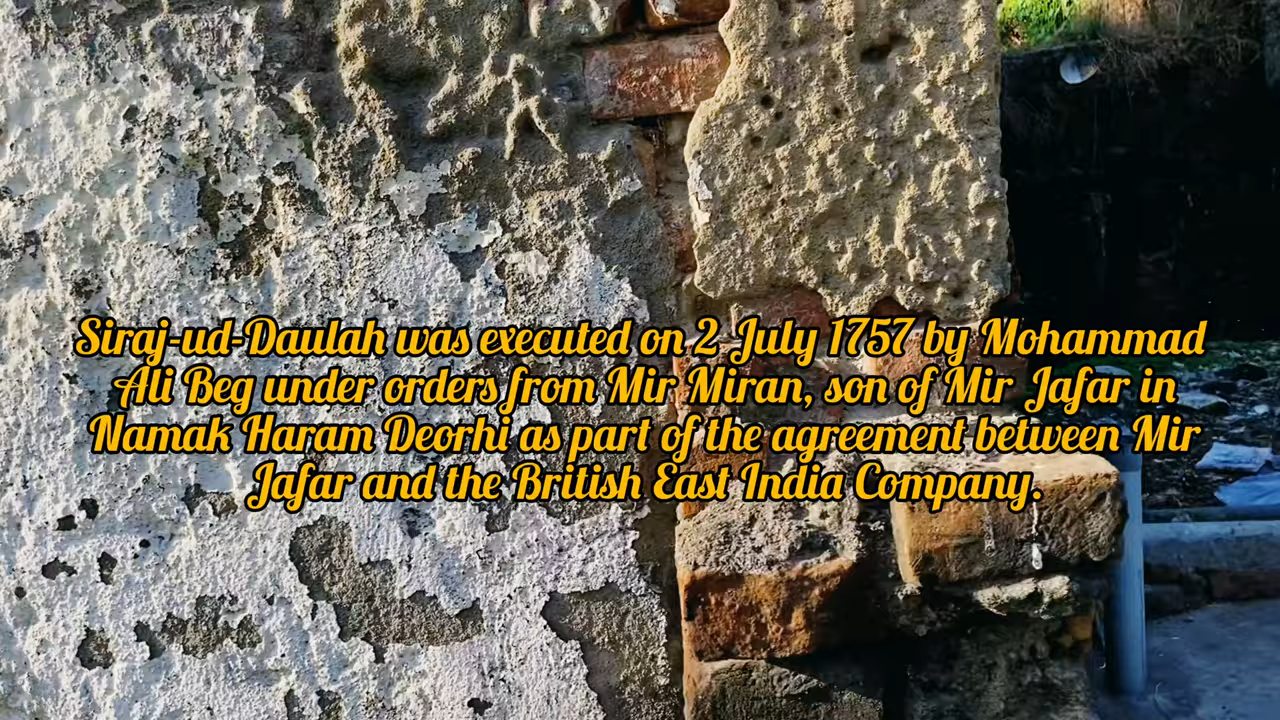 Siraj-ud-Daulah was executed on 2 July 1757 by Mohammad
Ali Beg under orders from Mir Miran, son of Mir Jafar in
Namak Haram Deorhi as part of the agreement between Mir
Jafar and the British East India Company.